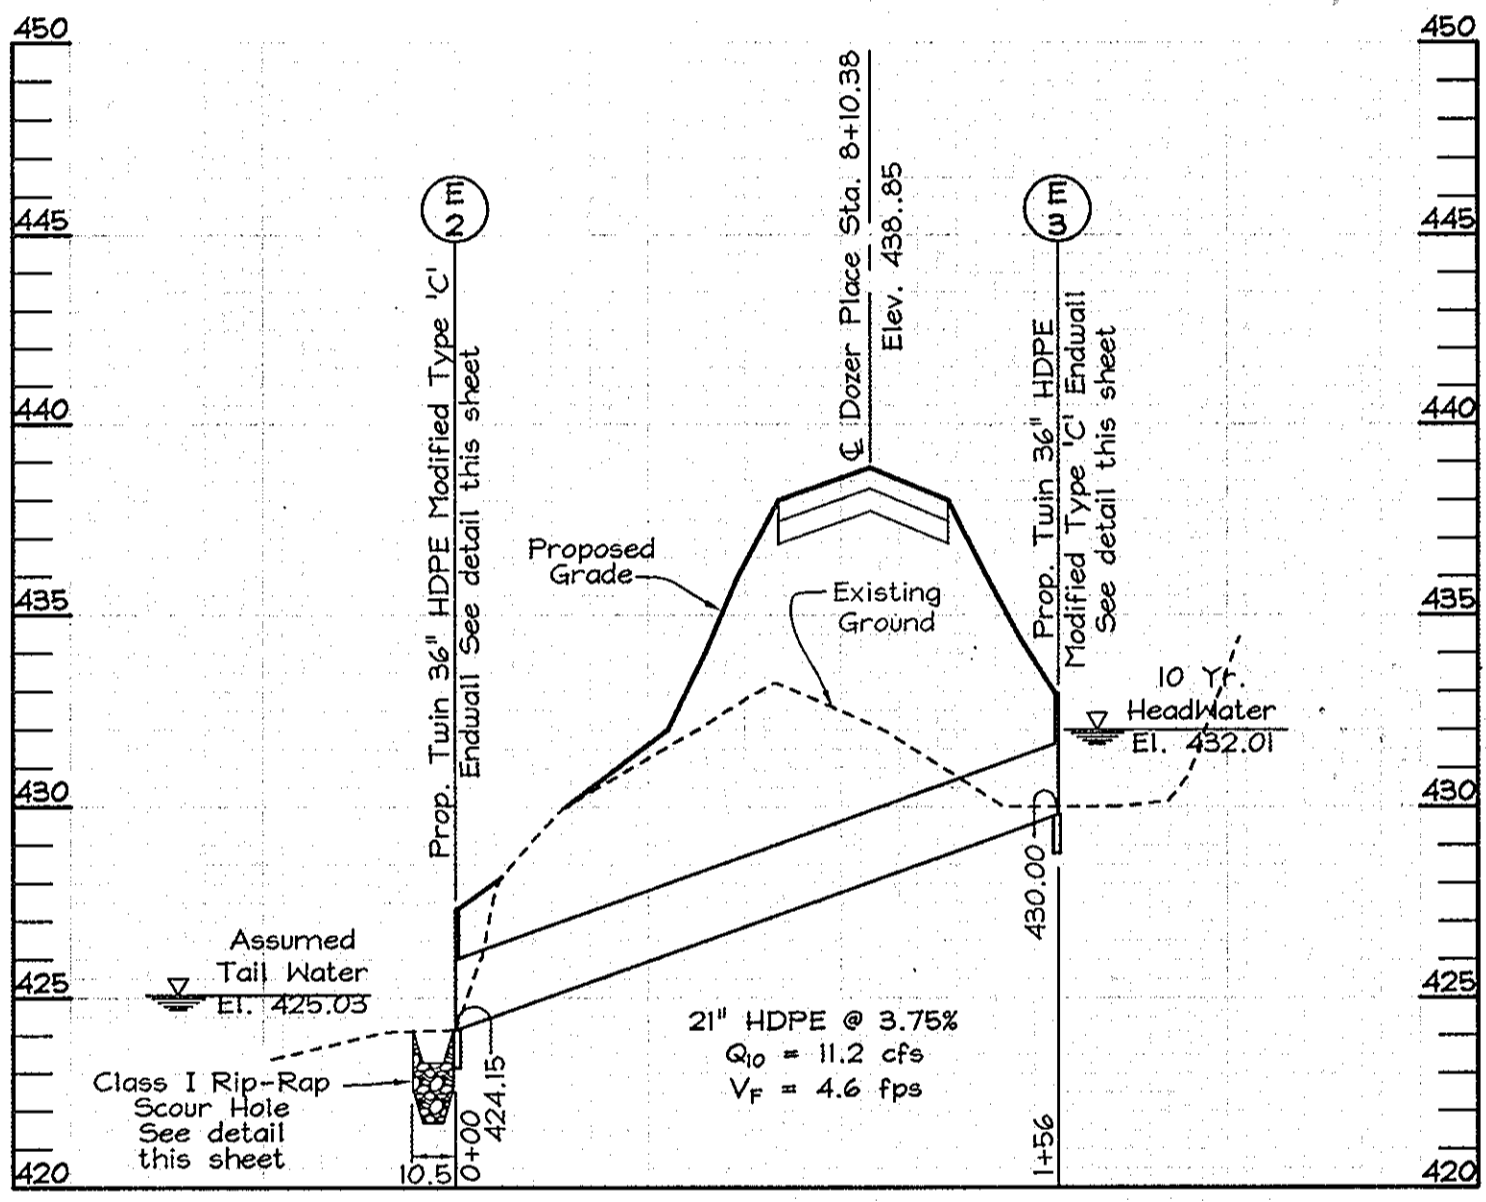 450
445
440
435
430
425
420
450
445
440
435
430
425
420
2 E
Prop. Twin 36" HDPE Modified Type 'C'
Endwall See detail this sheet
℄ Dozer Place Sta. 8+10.38
Elev. 438..85
3 E
Prop. Twin 36" HDPE
Modified Type 'C' Endwall
See detail this sheet
Proposed
Grade
Existing
Ground
10 Yr.
HeadWater
El. 432.01
430.00
Assumed
Tail Water
El. 425.03
21" HDPE @ 3.75%
Q10 = 11.2 cfs
VF = 4.6 fps
Class I Rip-Rap
Scour Hole
See detail
this sheet
10.5
0+00
424.15
1+56